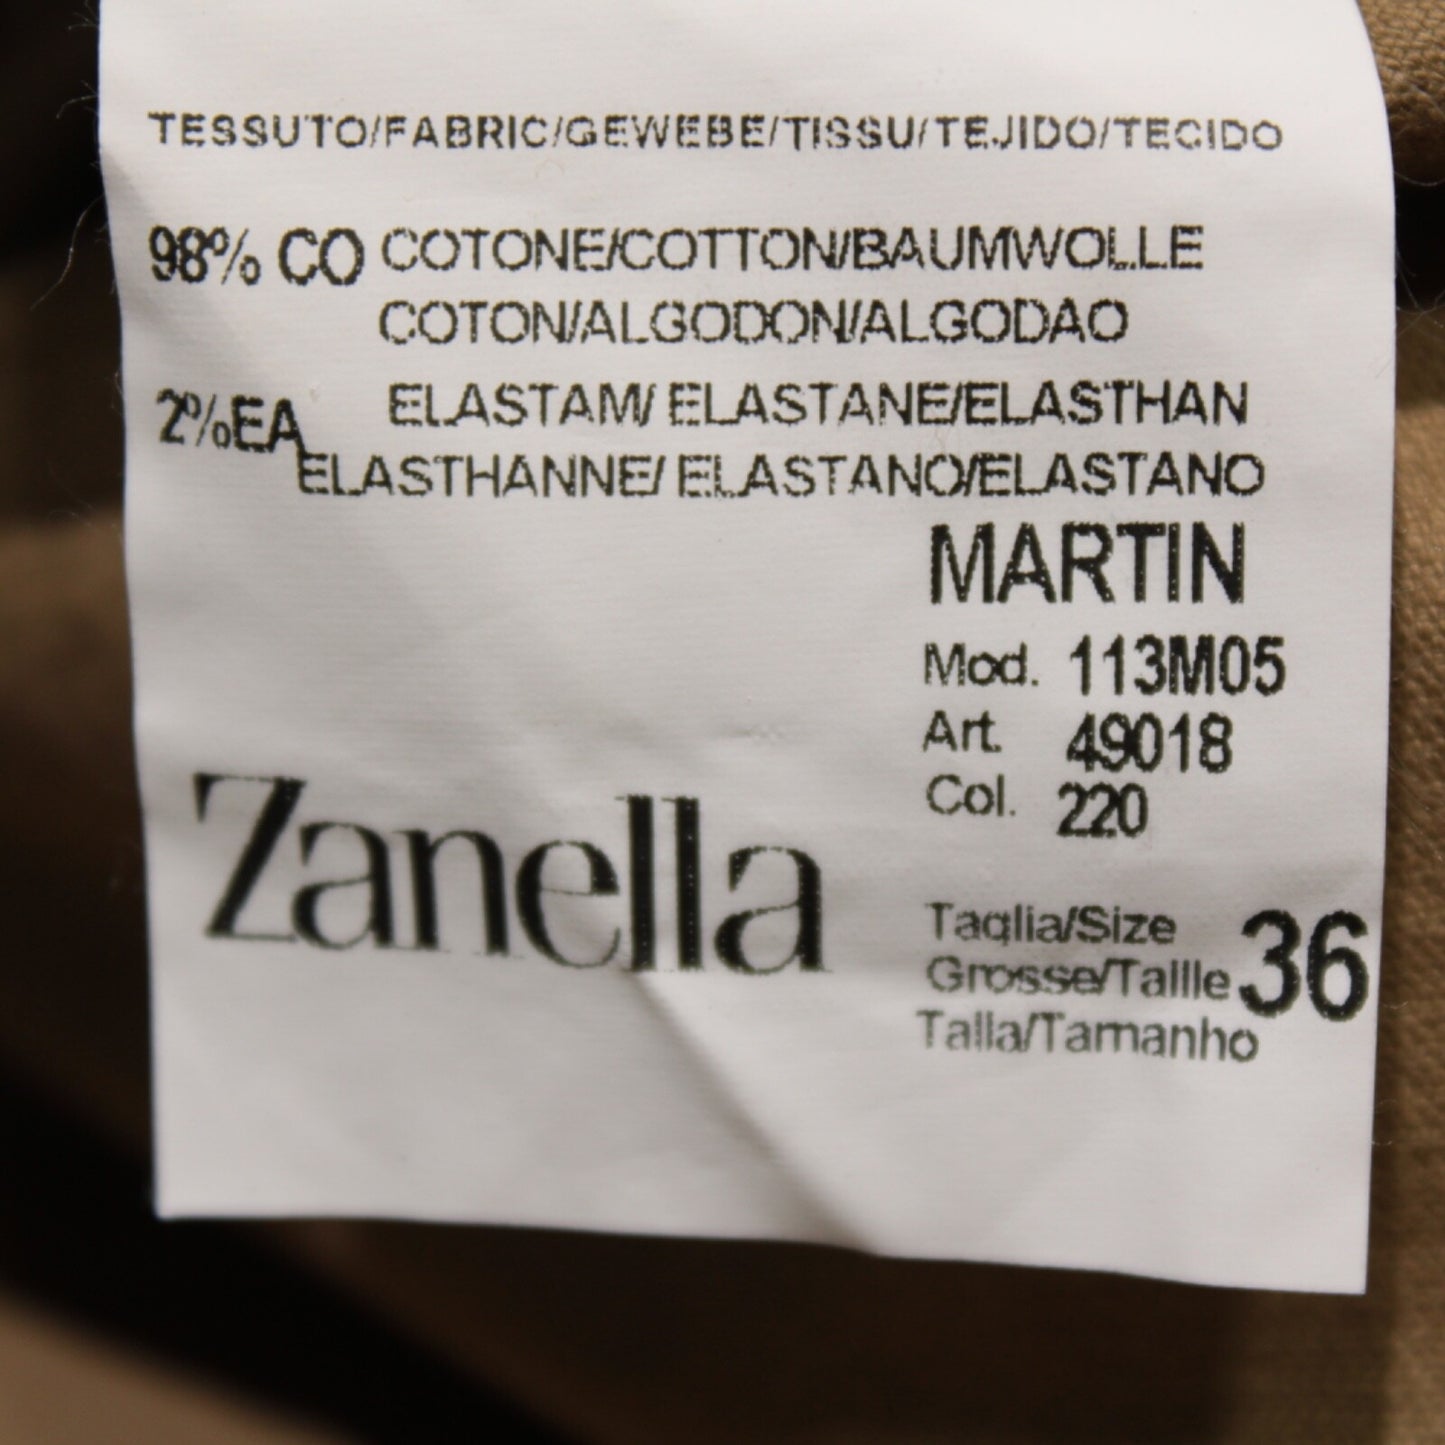 TESSUTO/FABRIC/GEWEBE/TISSU/TEJIDO/TECIDO
98% CO COTONE/COTTON/BAUMWOLLE
COTON/ALGODON/ALGODAO
2%EA ELASTAM/ ELASTANE/ELASTHAN
ELASTHANNE/ ELASTANO/ELASTANO
MARTIN
Mod. 113M05
Art. 49018
Col. 220
Zanella
Taglia/Size
Grosse/Taille 36
Talla/Tamanho